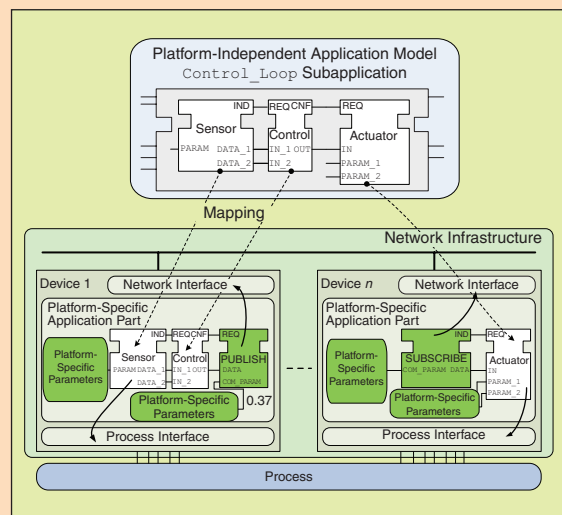 Platform-Independent Application Model
Control_Loop Subapplication
IND
REQ CNF
REQ
Sensor
Control
Actuator
PARAM
DATA_1
DATA_2
IN_1 OUT
IN_2
IN
PARAM_1
PARAM_2
Mapping
Network Infrastructure
Device 1
Network Interface
Platform-Specific
Application Part
Platform-
Specific
Parameters
IND
REQ CNF
REQ
Sensor
Control
PUBLISH
PARAM
DATA_1
DATA_2
IN_1 OUT
IN_2
DATA
COM_PARAM
Platform-Specific
Parameters
0.37
Process Interface
Device n
Network Interface
Platform-Specific
Application Part
Platform-
Specific
Parameters
IND
REQ
SUBSCRIBE
Actuator
COM_PARAM DATA
IN
PARAM_1
PARAM_2
Platform-Specific
Parameters
Process Interface
Process